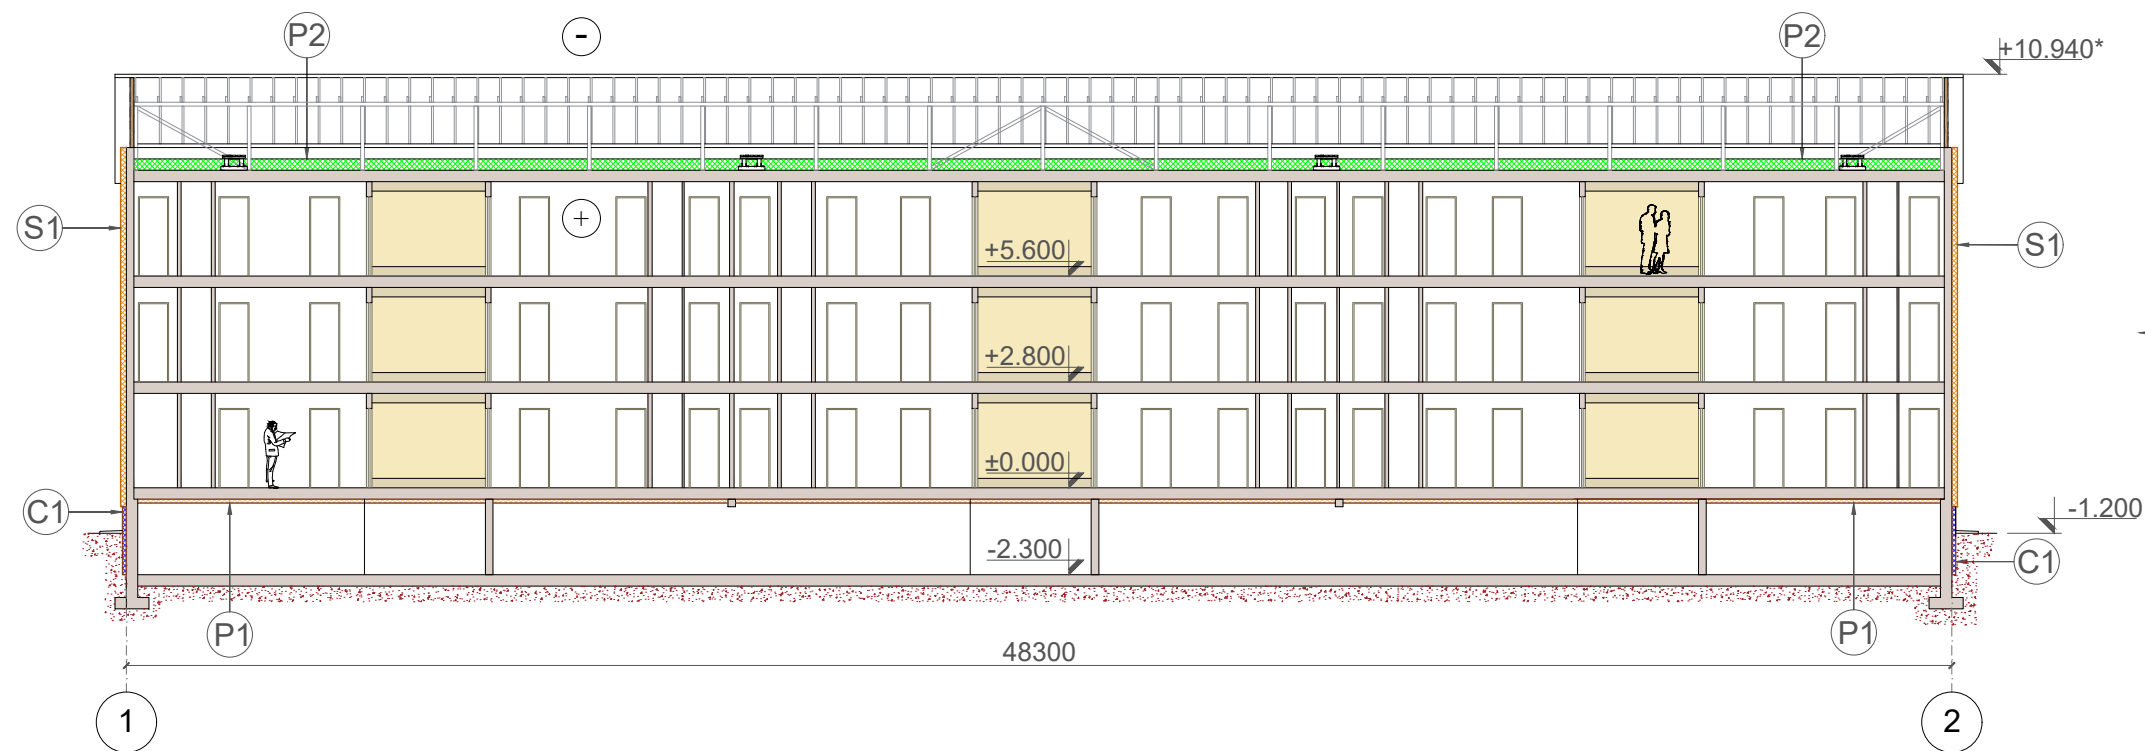 P2
-
P2
+10.940*
S1
+
S1
+5.600
+2.800
±0.000
C1
-1.200
-2.300
C1
P1
P1
48300
1
2